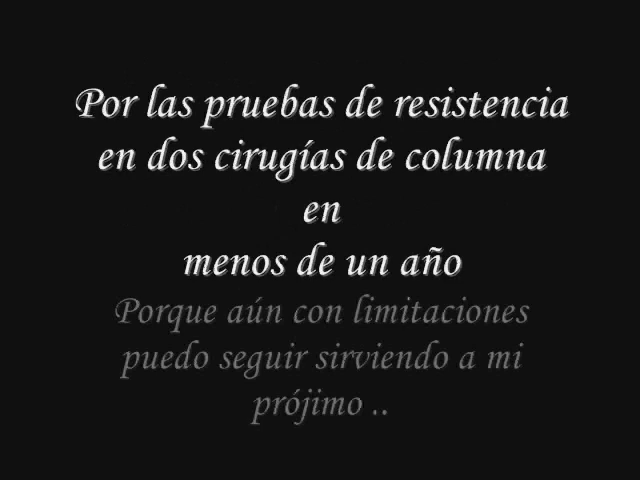 Por las pruebas de resistencia
en dos cirugías de columna
en
menos de un año
Porque aún con limitaciones
puedo seguir sirviendo a mi
prójimo ..